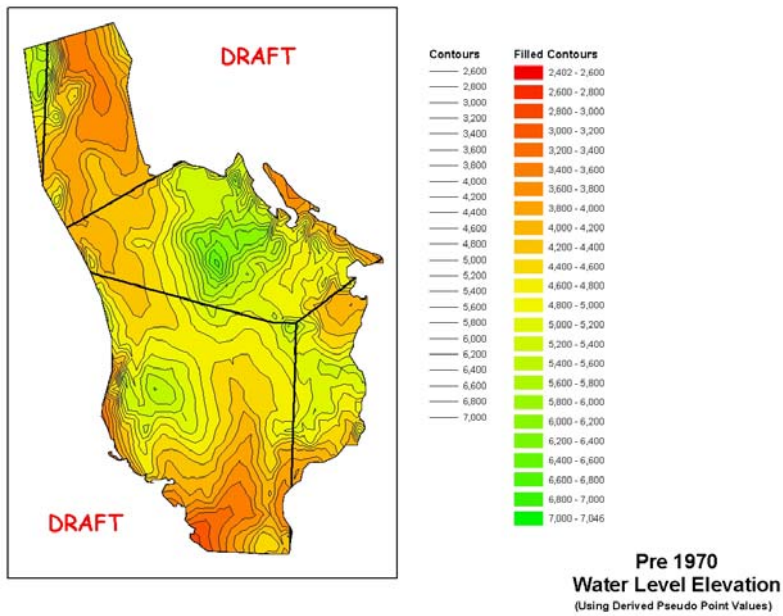 DRAFT
DRAFT
Contours
2,600
2,800
3,000
3,200
3,400
3,600
3,800
4,000
4,200
4,400
4,600
4,800
5,000
5,200
5,400
5,600
5,800
6,000
6,200
6,400
6,600
6,800
7,000
Filled Contours
2,402 - 2,600
2,600 - 2,800
2,800 - 3,000
3,000 - 3,200
3,200 - 3,400
3,400 - 3,600
3,600 - 3,800
3,800 - 4,000
4,000 - 4,200
4,200 - 4,400
4,400 - 4,600
4,600 - 4,800
4,800 - 5,000
5,000 - 5,200
5,200 - 5,400
5,400 - 5,600
5,600 - 5,800
5,800 - 6,000
6,000 - 6,200
6,200 - 6,400
6,400 - 6,600
6,600 - 6,800
6,800 - 7,000
7,000 - 7,046
Pre 1970
Water Level Elevation
(Using Derived Pseudo Point Values)